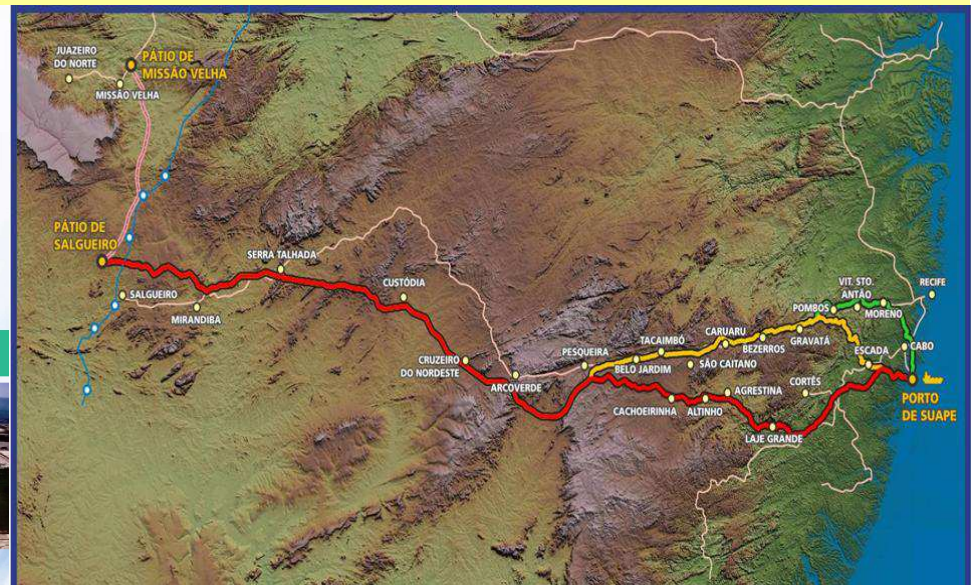 JUAZEIRO
DO NORTE
PÁTIO DE
MISSÃO VELHA
MISSÃO VELHA
PÁTIO DE
SALGUEIRO
SALGUEIRO
MIRANDIBA
SERRA TALHADA
CUSTÓDIA
CRUZEIRO
DO NORDESTE
ARCOVERDE
PESQUEIRA
BELO JARDIM
TACAIMBÓ
SÃO CAITANO
CARUARU
BEZERROS
GRAVATÁ
POMBOS
VIT. STO.
ANTÃO
MORENO
RECIFE
CABO
ESCADA
CORTÊS
PORTO
DE SUAPE
CACHOEIRINHA
ALTINHO
AGRESTINA
LAJE GRANDE